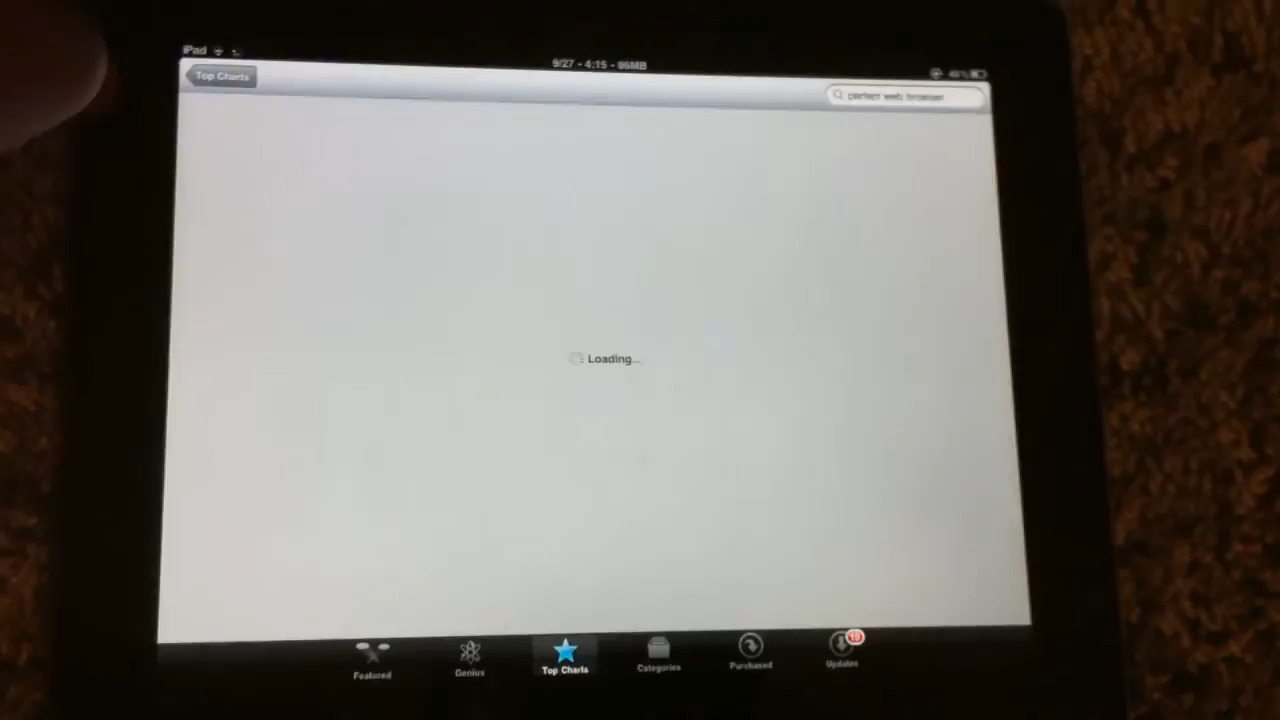 iPad
9/27 - 4:15 - 96MB
Top Charts
perfect web browser
Loading...
Featured
Genius
Top Charts
Categories
Purchased
Updates